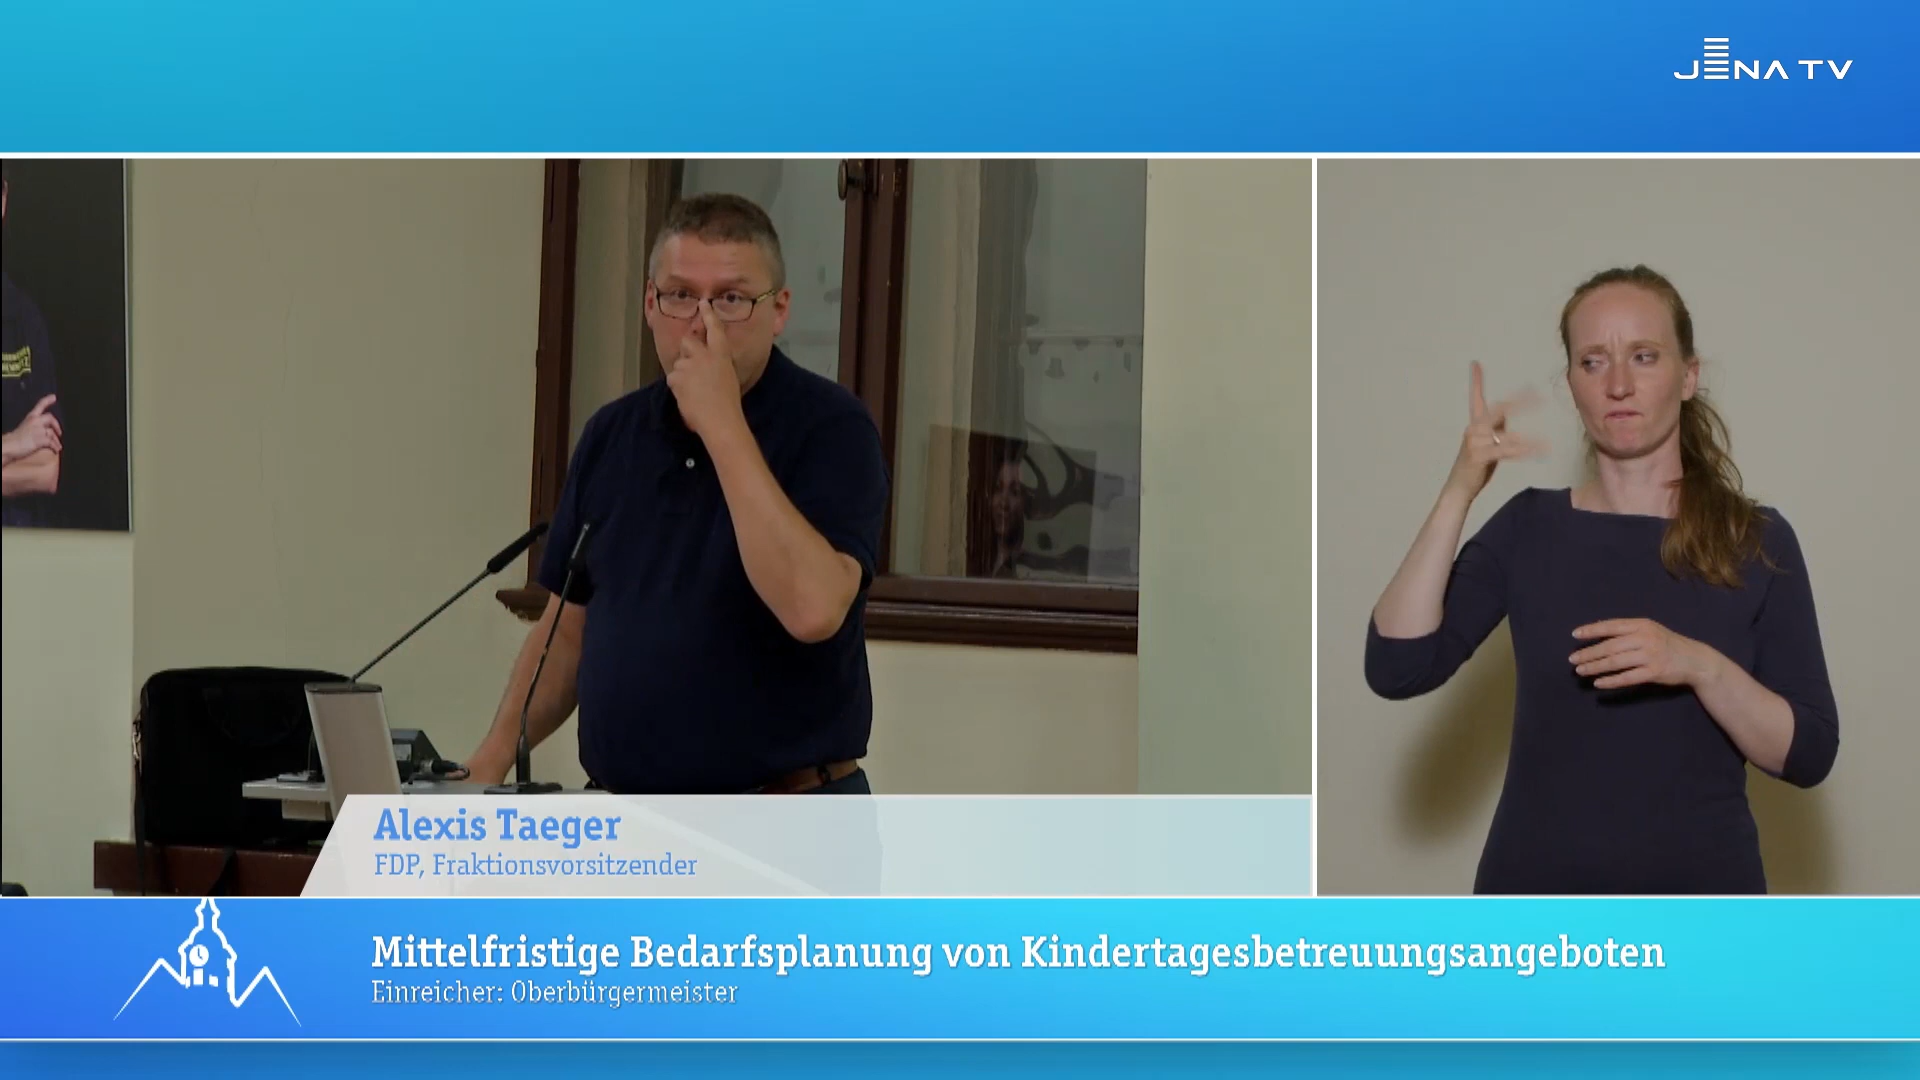 JENA TV
Alexis Taeger
FDP, Fraktionsvorsitzender
Mittelfristige Bedarfsplanung von Kindertagesbetreuungsangeboten
Einreicher: Oberbürgermeister